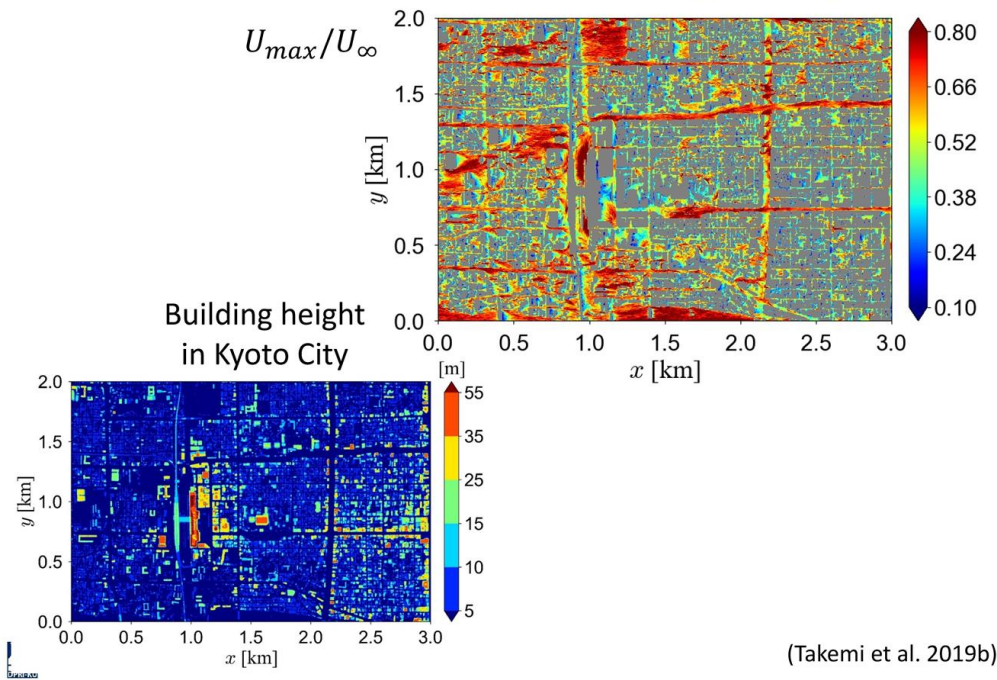 U_max/U_∞
2.0
1.5
1.0
0.5
0.0
y [km]
0.0 0.5 1.0 1.5 2.0 2.5 3.0
x [km]
0.80
0.66
0.52
0.38
0.24
0.10
Building height
in Kyoto City
[m]
55
35
25
15
10
5
2.0
1.5
1.0
0.5
0.0
y [km]
0.0 0.5 1.0 1.5 2.0 2.5 3.0
x [km]
(Takemi et al. 2019b)
DPRI-KU